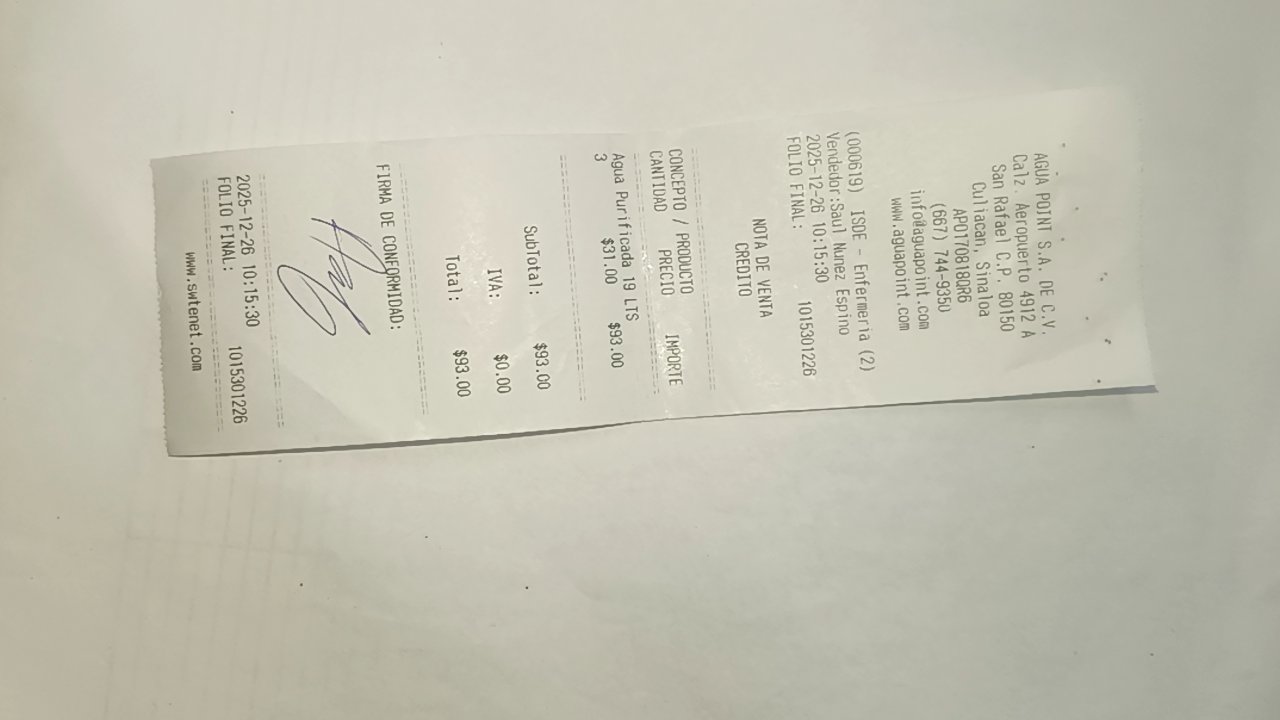 AGUA POINT S.A. DE C.V.
Calz. Aeropuerto 4912 A
San Rafael C.P. 80150
Culiacan, Sinaloa
APO170818QR6
(667) 744-9350
info@aguapoint.com
www.aguapoint.com
(000619) ISDE - Enfermeria (2)
Vendedor:Saul Nunez Espino
2025-12-26 10:15:30
FOLIO FINAL: 1015301226
NOTA DE VENTA
CREDITO
CONCEPTO / PRODUCTO
CANTIDAD PRECIO IMPORTE
Agua Purificada 19 LTS
3 $31.00 $93.00
SubTotal: $93.00
IVA: $0.00
Total: $93.00
FIRMA DE CONFORMIDAD:
2025-12-26 10:15:30
FOLIO FINAL: 1015301226
www.swtenet.com